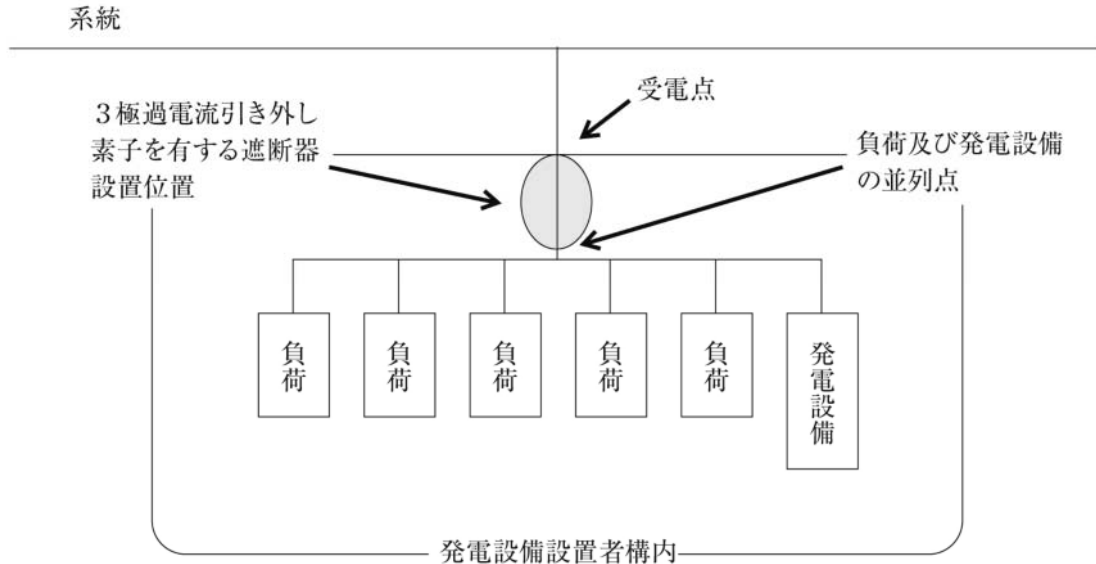 系統
受電点
3極過電流引き外し
素子を有する遮断器
設置位置
負荷及び発電設備
の並列点
負荷
負荷
負荷
負荷
負荷
発電設備
発電設備設置者構内